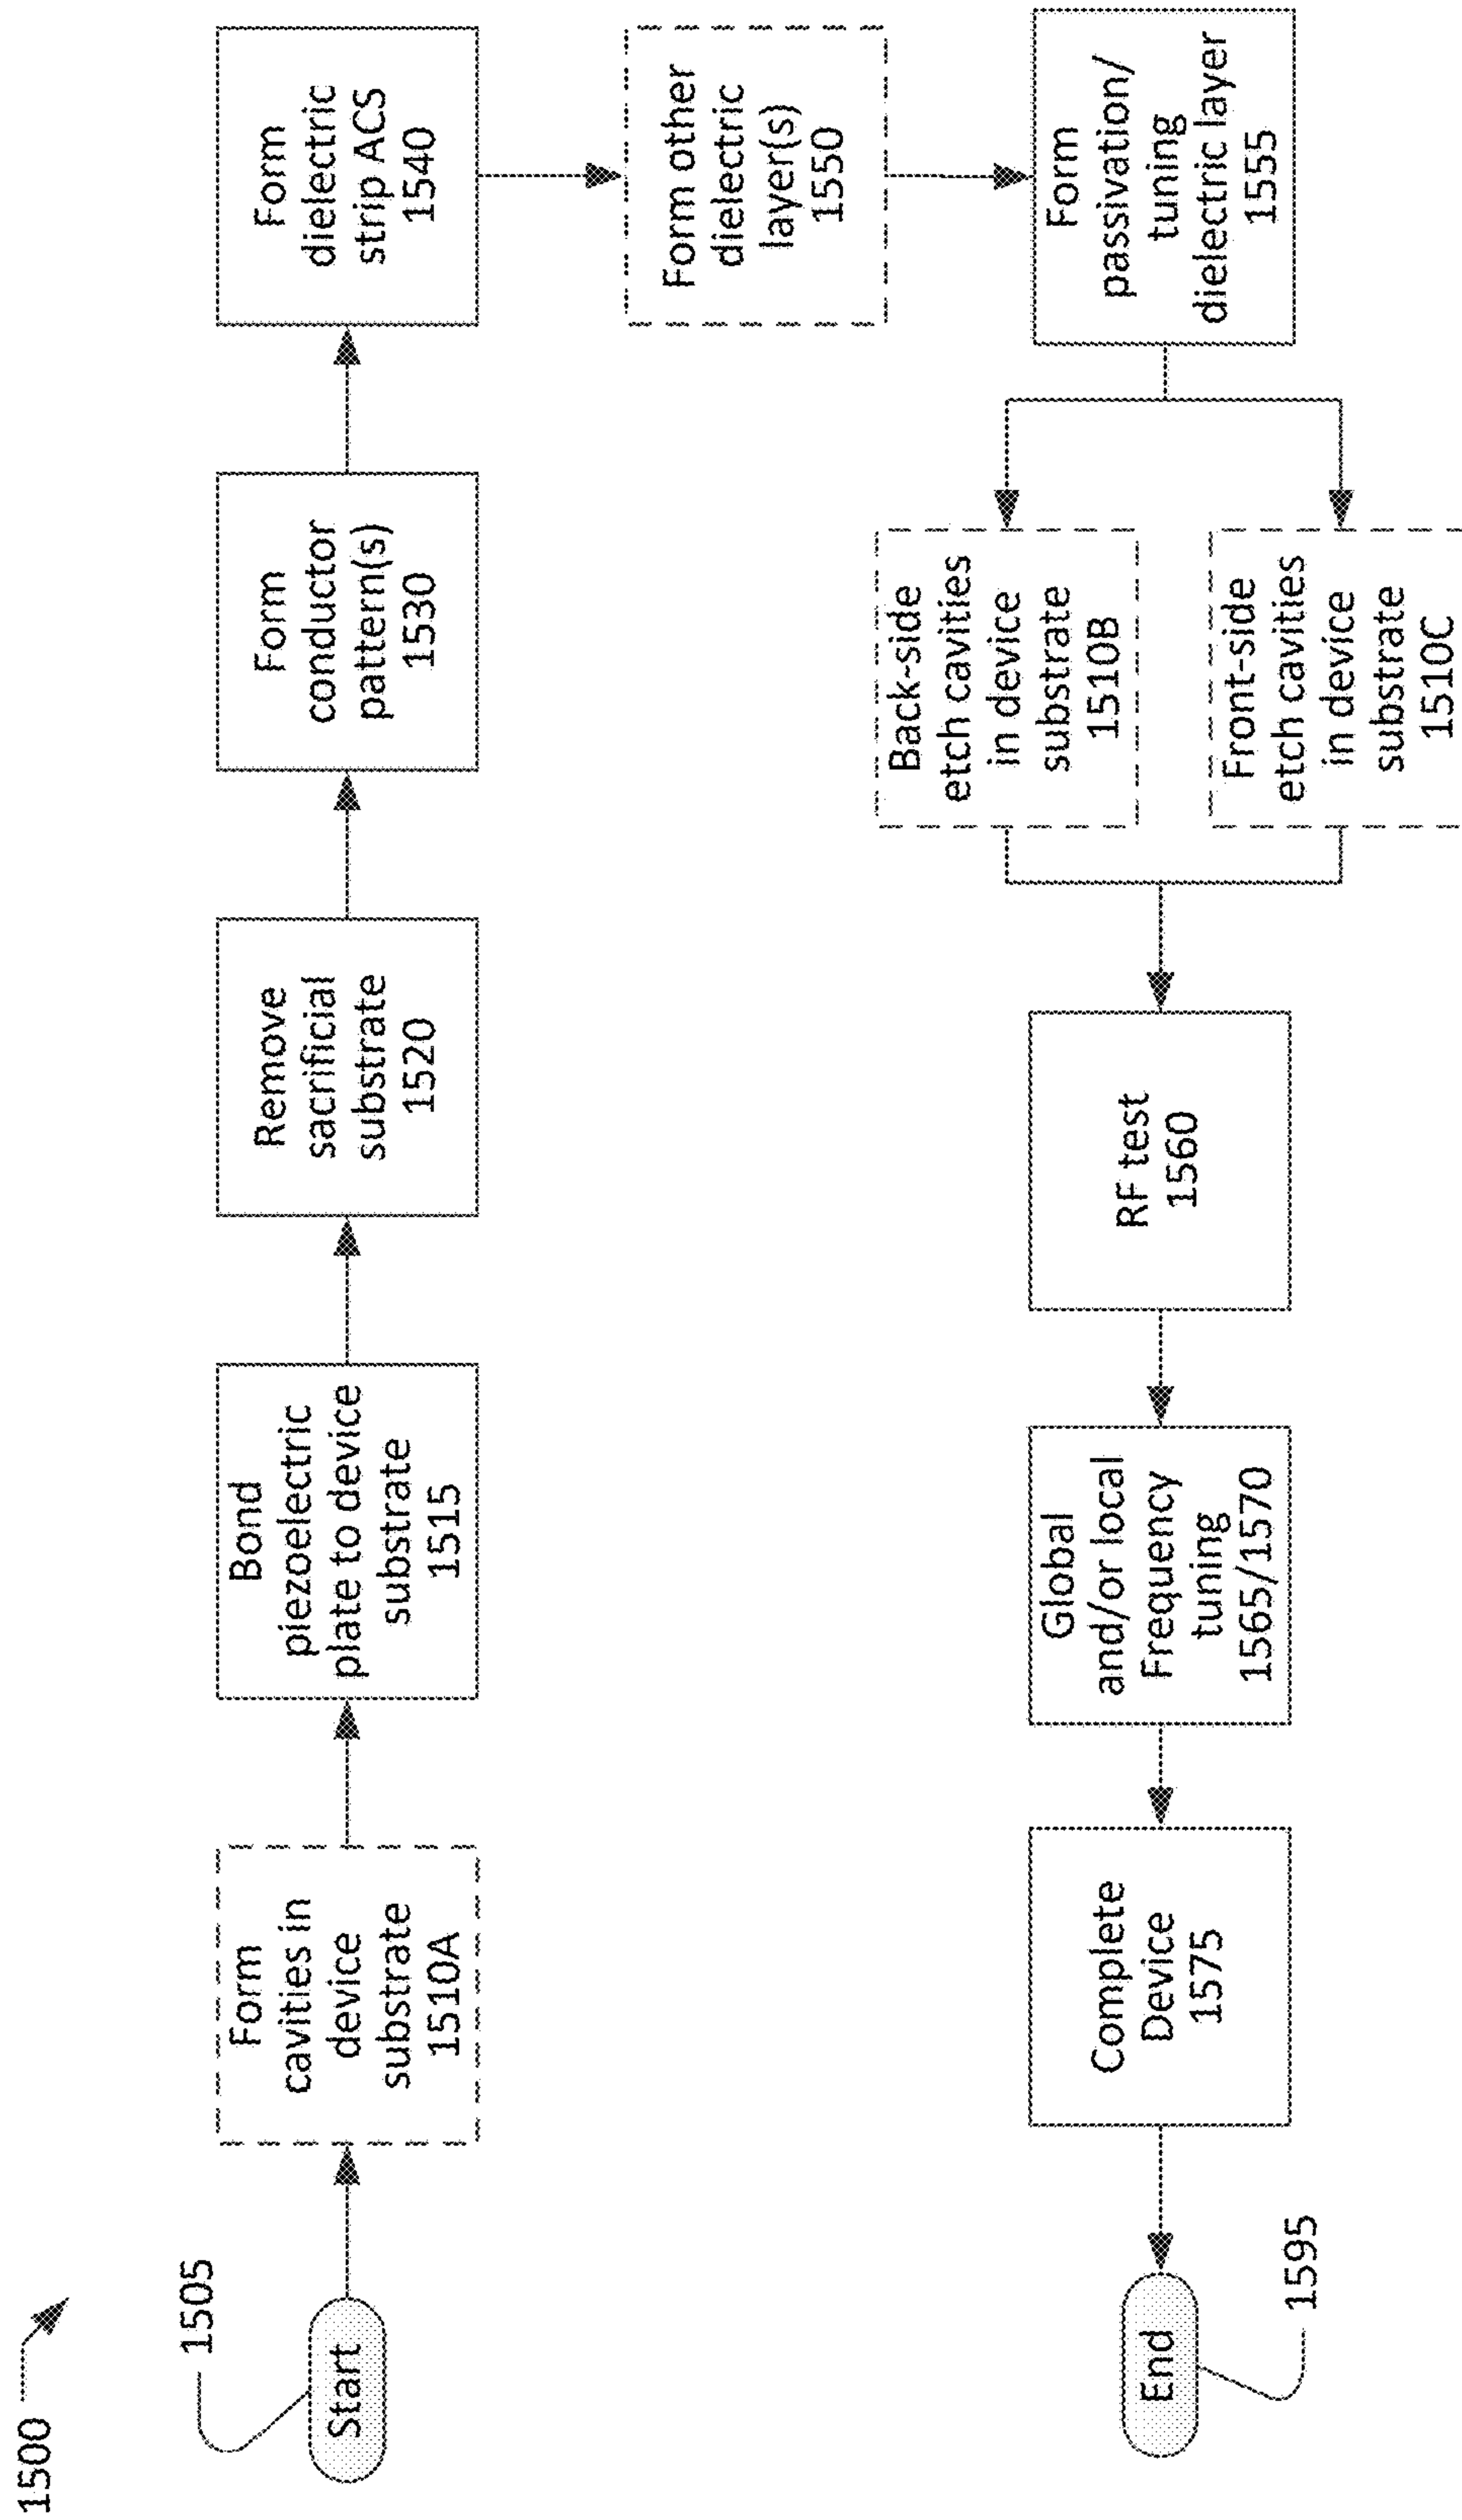 1500
1505
Start
Form
cavities in
device
substrate
1510A
Bond
piezoelectric
plate to device
substrate
1515
Remove
sacrificial
substrate
1520
Form
conductor
pattern(s)
1530
Form
dielectric
strip ACS
1540
Form other
dielectric
layer(s)
1550
Form
passivation/
tuning
dielectric layer
1555
Back-side
etch cavities
in device
substrate
1510B
Front-side
etch cavities
in device
substrate
1510C
RF test
1560
Global
and/or local
Frequency
tuning
1565/1570
Complete
Device
1575
End
1595